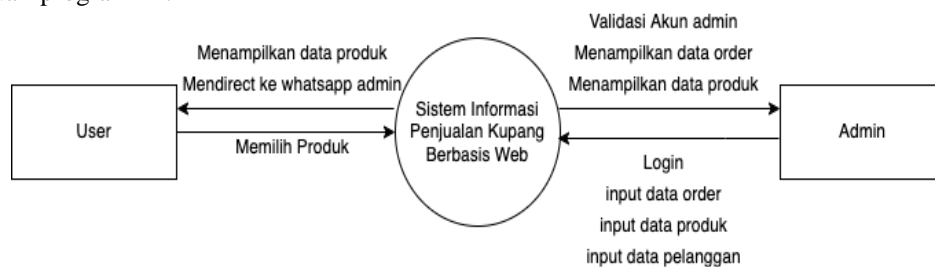 Menampilkan data produk
Mendirect ke whatsapp admin
User
Memilih Produk
Sistem Informasi
Penjualan Kupang
Berbasis Web
Validasi Akun admin
Menampilkan data order
Menampilkan data produk
Admin
Login
input data order
input data produk
input data pelanggan